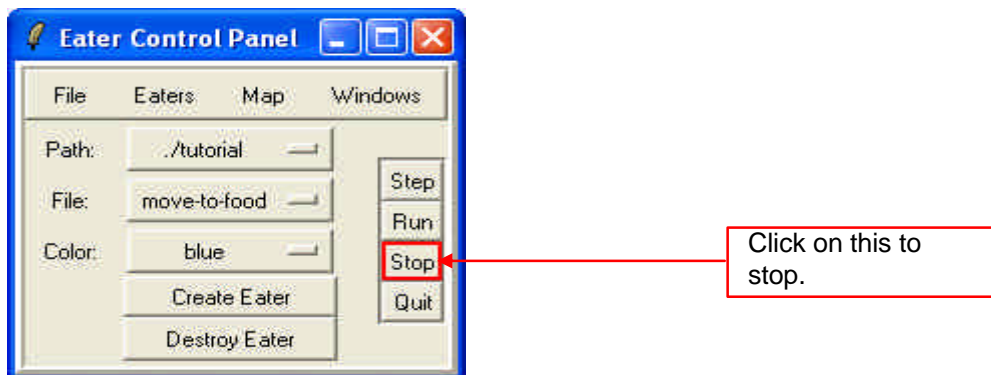 Eater Control Panel
File Eaters Map Windows
Path: ./tutorial
File: move-to-food
Color: blue
Create Eater
Destroy Eater
Step
Run
Stop
Quit
Click on this to
stop.